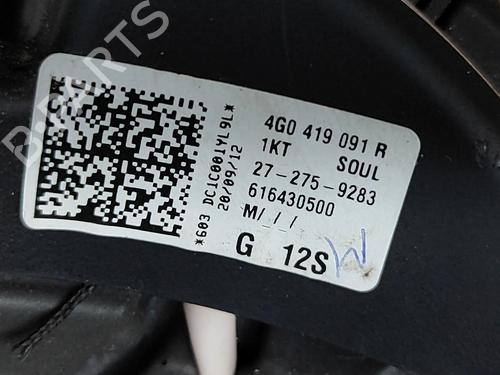 4G0 419 091 R
1KT SOUL
27-275-9283
616430500
M/_/_/
G 12S
*603 DC1C001YL9L*
20/09/12
B-PARTS